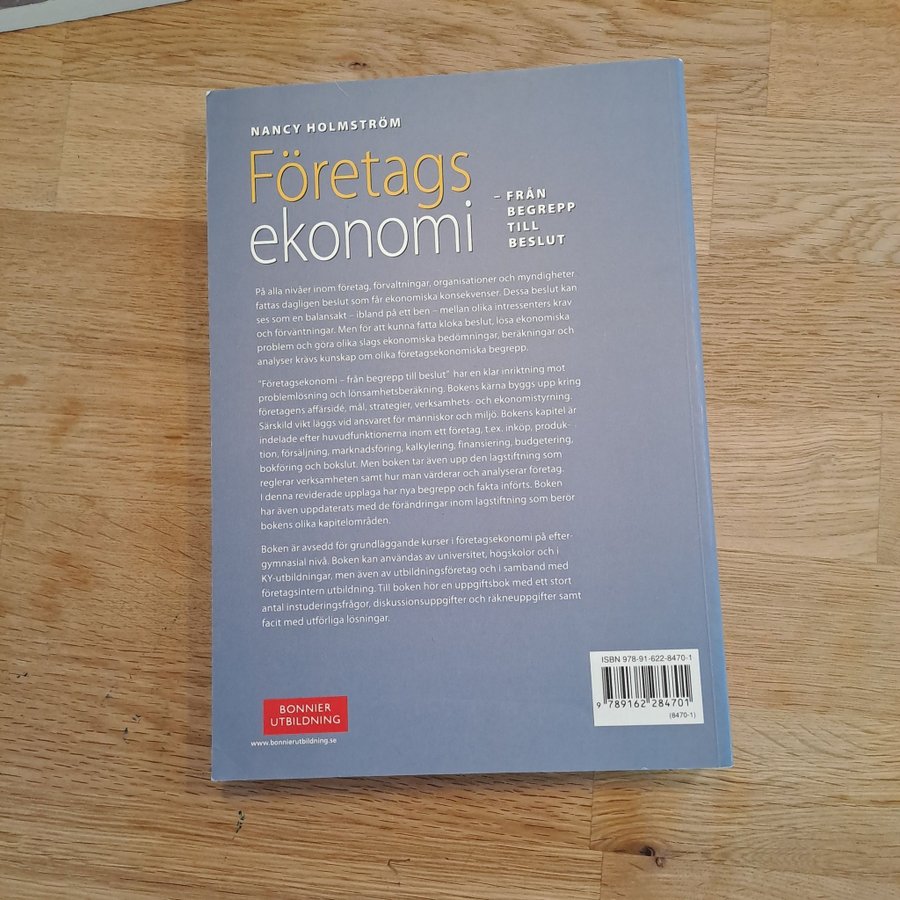 NANCY HOLMSTRÖM
Företags
ekonomi
– FRÅN
BEGREPP
TILL
BESLUT
På alla nivåer inom företag, förvaltningar, organisationer och myndigheter
fattas dagligen beslut som får ekonomiska konsekvenser. Dessa beslut kan
ses som en balansakt – ibland på ett ben – mellan olika intressenters krav
och förväntningar. Men för att kunna fatta kloka beslut, lösa ekonomiska
problem och göra olika slags ekonomiska bedömningar, beräkningar och
analyser krävs kunskap om olika företagsekonomiska begrepp.
"Företagsekonomi – från begrepp till beslut" har en klar inriktning mot
problemlösning och lönsamhetsberäkning. Bokens kärna byggs upp kring
företagens affärsidé, mål, strategier, verksamhets- och ekonomistyrning.
Särskild vikt läggs vid ansvaret för människor och miljö. Bokens kapitel är
indelade efter huvudfunktionerna inom ett företag, t.ex. inköp, produk-
tion, försäljning, marknadsföring, kalkylering, finansiering, budgetering,
bokföring och bokslut. Men boken tar även upp den lagstiftning som
reglerar verksamheten samt hur man värderar och analyserar företag.
I denna reviderade upplaga har nya begrepp och fakta införts. Boken
har även uppdaterats med de förändringar inom lagstiftning som berör
bokens olika kapitelområden.
Boken är avsedd för grundläggande kurser i företagsekonomi på efter-
gymnasial nivå. Boken kan användas av universitet, högskolor och i
KY-utbildningar, men även av utbildningsföretag och i samband med
företagsintern utbildning. Till boken hör en uppgiftsbok med ett stort
antal instuderingsfrågor, diskussionsuppgifter och räkneuppgifter samt
facit med utförliga lösningar.
ISBN 978-91-622-8470-1
9 789162 284701
(8470-1)
BONNIER
UTBILDNING
www.bonnierutbildning.se